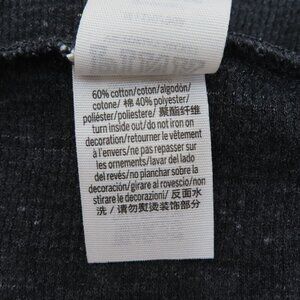 60% cotton/coton/algodón/
cotone/ 棉 40% polyester/
poliéster/poliestere/ 聚酯纤维
turn inside out/do not iron on
decoration/retourner le vêtement
à l'envers/ne pas repasser sur
les ornements/lavar del lado
del revés/no planchar sobre la
decoración/girare al rovescio/non
stirare le decorazioni/ 反面水
洗 / 请勿熨烫装饰部分